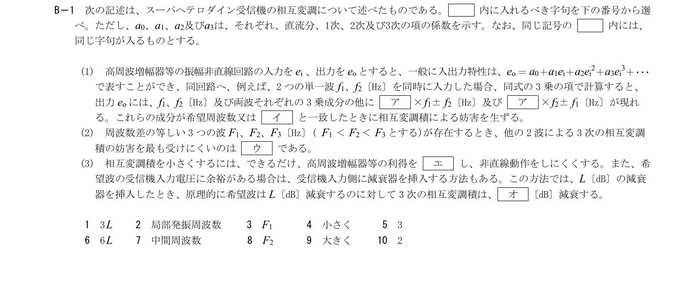 B－1 次の記述は、スーパヘテロダイン受信機の相互変調について述べたものである。□内に入れるべき字句を下の番号から選
べ。ただし、a₀、a₁、a₂及びa₃は、それぞれ、直流分、1次、2次及び3次の項の係数を示す。なお、同じ記号の□内には、
同じ字句が入るものとする。
(1) 高周波増幅器等の振幅非直線回路の入力をeᵢ、出力をeₒとすると、一般に入出力特性は、eₒ＝a₀+a₁eᵢ+a₂eᵢ²+a₃eᵢ³+・・・
で表すことができ、同回路へ、例えば、2つの単一波f₁、f₂〔Hz〕を同時に入力した場合、同式の3乗の項で計算すると、
出力eₒには、f₁、f₂及び両波それぞれの3乗成分の他に ア ×f₁±f₂〔Hz〕及び ア ×f₂±f₁〔Hz〕が現れ
る。これらの成分が希望周波数又は イ と一致したときに相互変調積による妨害を生ずる。
(2) 周波数差の等しい3つの波F₁、F₂、F₃〔Hz〕（F₁＜F₂＜F₃とする)が存在するとき、他の2波による3次の相互変調
積の妨害を最も受けにくいのは ウ である。
(3) 相互変調積を小さくするには、できるだけ、高周波増幅器等の利得を エ し、非直線動作をしにくくする。また、希
望波の受信機入力電圧に余裕がある場合は、受信機入力側に減衰器を挿入する方法もある。この方法では、L〔dB〕の減衰
器を挿入したとき、原理的に希望波はL〔dB〕減衰するのに対して3次の相互変調積は、 オ 〔dB〕減衰する。
1 3L 2 局部発振周波数 3 F₁ 4 小さく 5 3
6 6L 7 中間周波数 8 F₂ 9 大きく 10 2